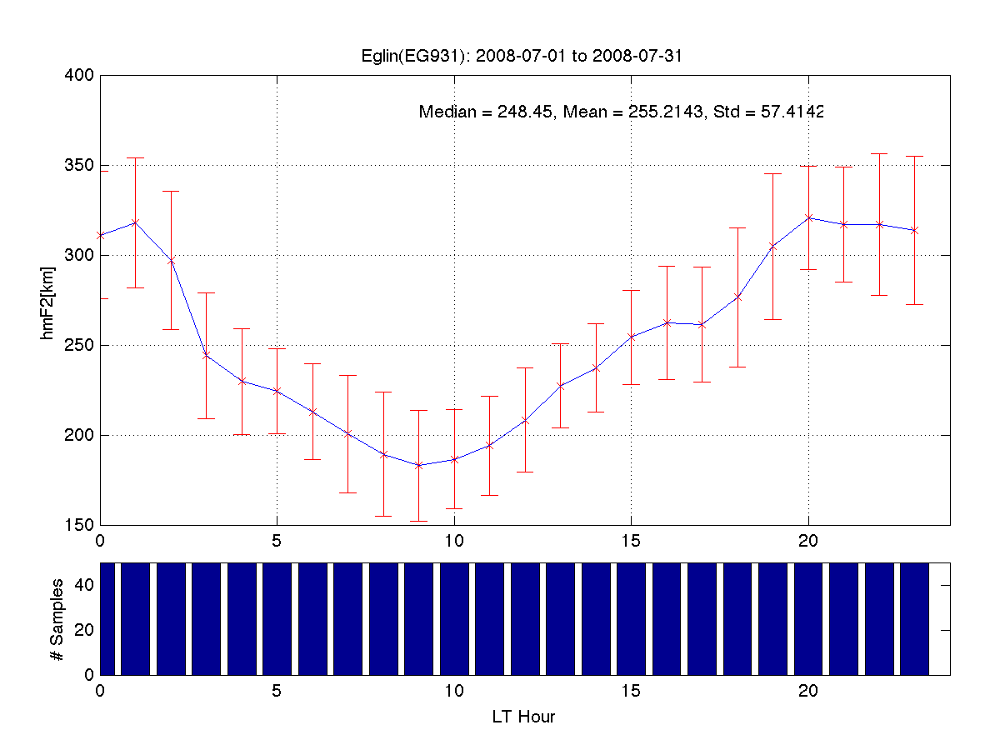 Eglin(EG931): 2008-07-01 to 2008-07-31
400
Median = 248.45, Mean = 255.2143, Std = 57.4142
350
300
hmF2[km]
250
200
150
0 5 10 15 20
# Samples
40
20
0
0 5 10 15 20
LT Hour